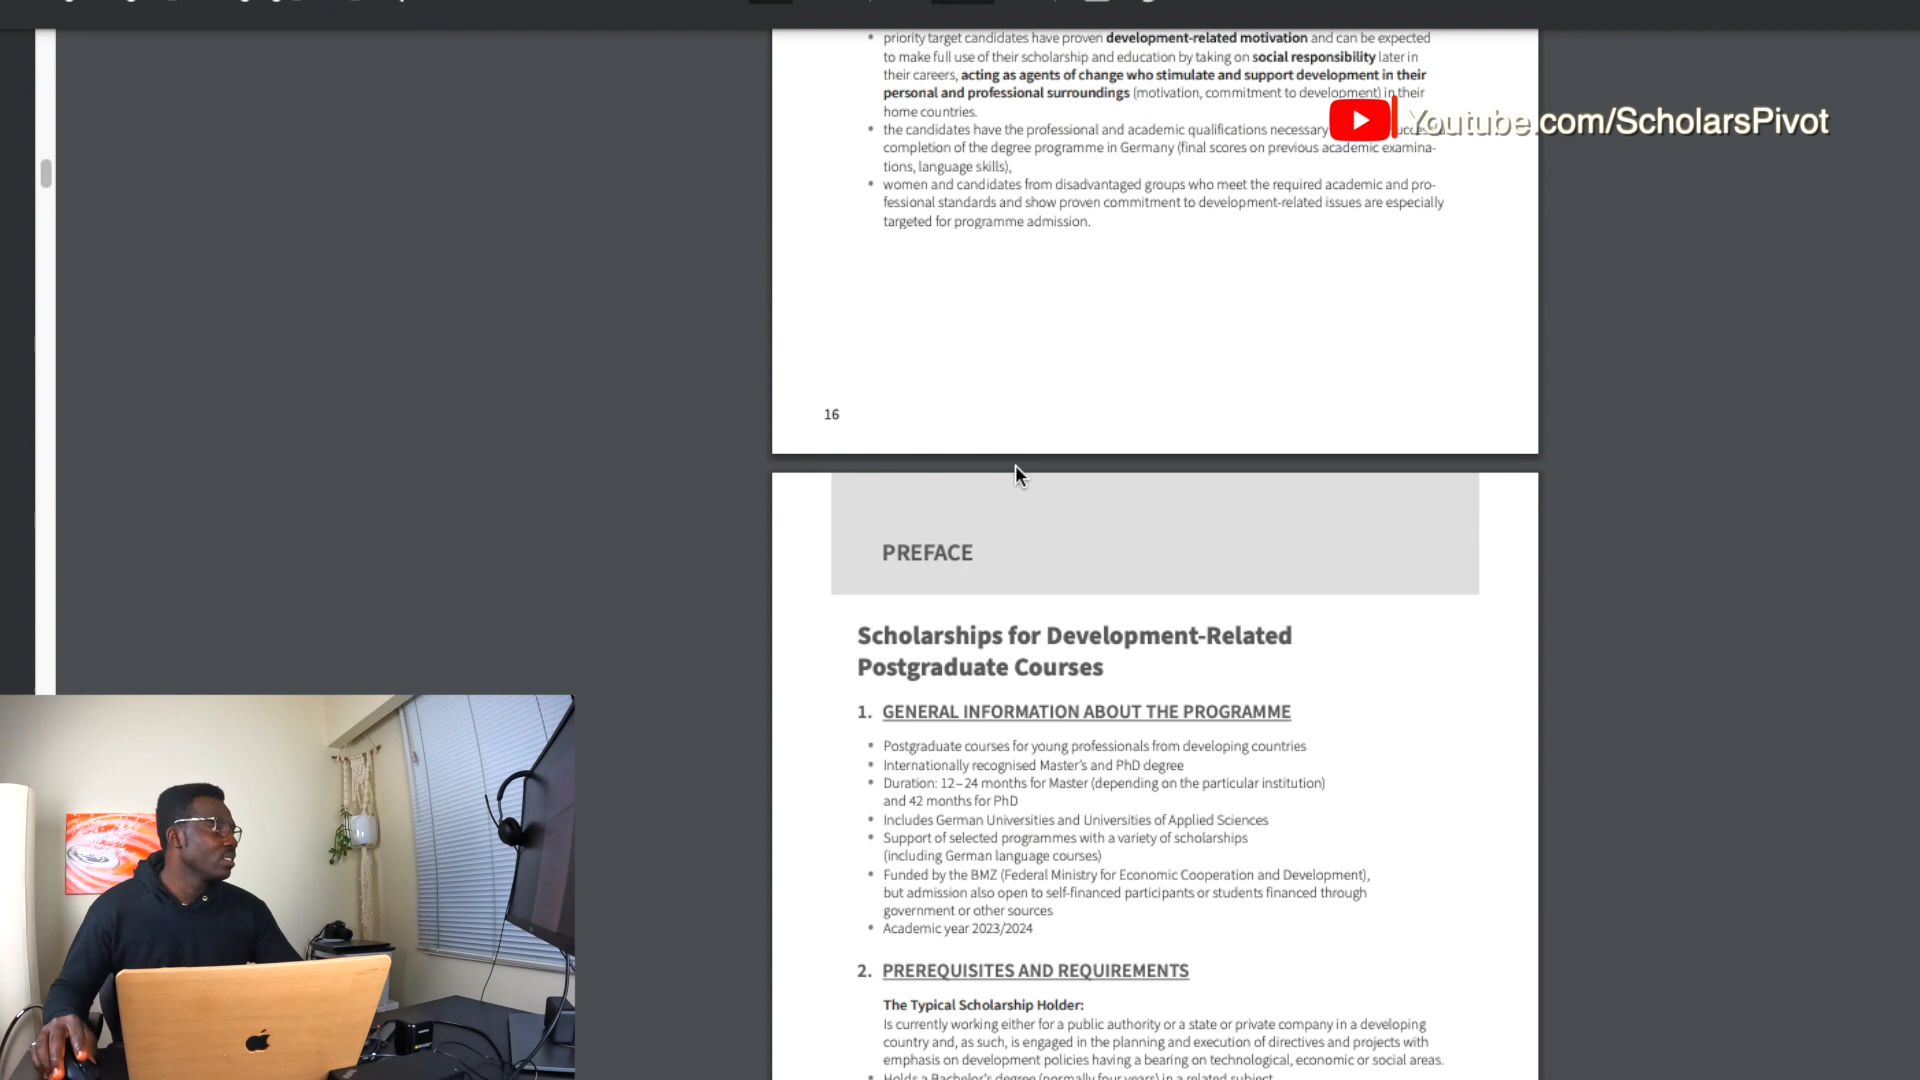 • priority target candidates have proven development-related motivation and can be expected
to make full use of their scholarship and education by taking on social responsibility later in
their careers, acting as agents of change who stimulate and support development in their
personal and professional surroundings (motivation, commitment to development) in their
home countries.
Youtube.com/ScholarsPivot
• the candidates have the professional and academic qualifications necessary
completion of the degree programme in Germany (final scores on previous academic examina-
tions, language skills),
• women and candidates from disadvantaged groups who meet the required academic and pro-
fessional standards and show proven commitment to development-related issues are especially
targeted for programme admission.
16
PREFACE
Scholarships for Development-Related
Postgraduate Courses
1. GENERAL INFORMATION ABOUT THE PROGRAMME
• Postgraduate courses for young professionals from developing countries
• Internationally recognised Master's and PhD degree
• Duration: 12–24 months for Master (depending on the particular institution)
and 42 months for PhD
• Includes German Universities and Universities of Applied Sciences
• Support of selected programmes with a variety of scholarships
(including German language courses)
• Funded by the BMZ (Federal Ministry for Economic Cooperation and Development),
but admission also open to self-financed participants or students financed through
government or other sources
• Academic year 2023/2024
2. PREREQUISITES AND REQUIREMENTS
The Typical Scholarship Holder:
Is currently working either for a public authority or a state or private company in a developing
country and, as such, is engaged in the planning and execution of directives and projects with
emphasis on development policies having a bearing on technological, economic or social areas.
• Holds a Bachelor's degree (normally four years) in a related subject